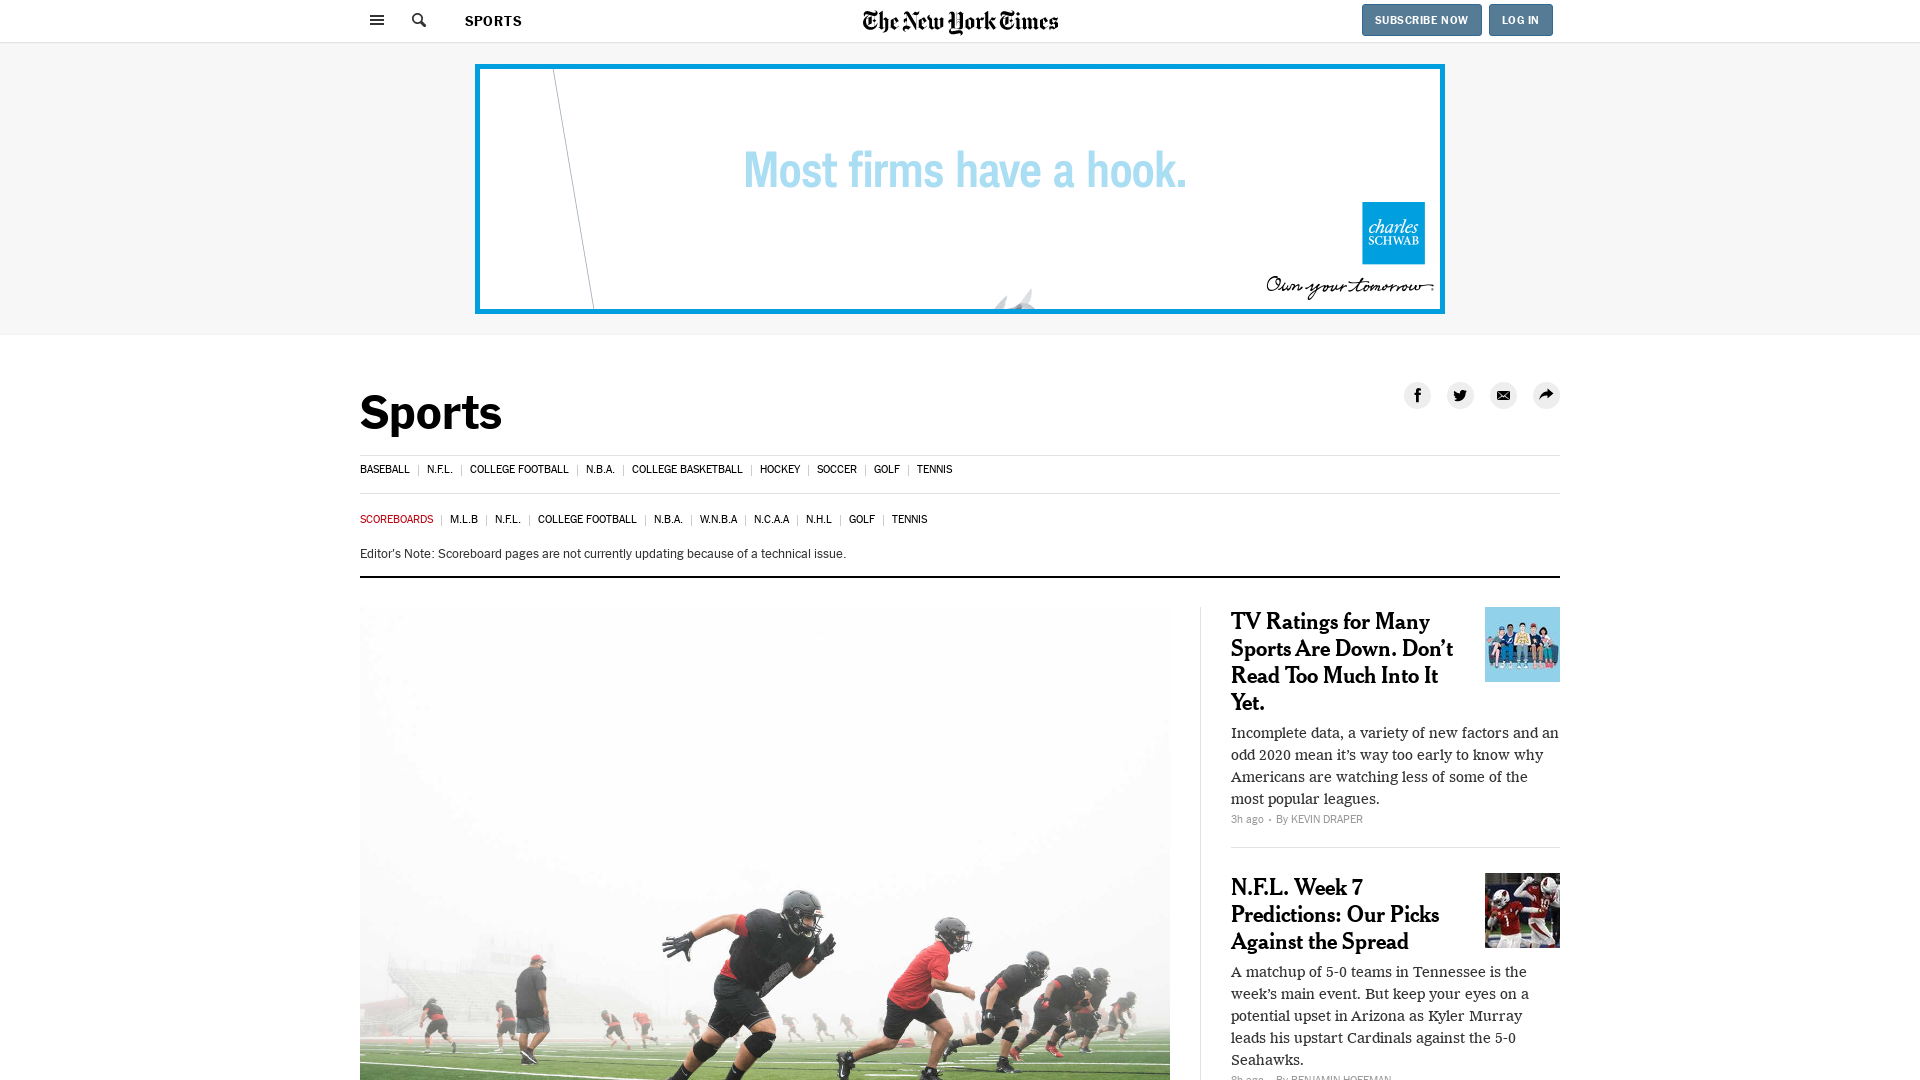 SPORTS
The New York Times
SUBSCRIBE NOW
LOG IN
Most firms have a hook.
charles
SCHWAB
Own your tomorrow.
Sports
BASEBALL
N.F.L.
COLLEGE FOOTBALL
N.B.A.
COLLEGE BASKETBALL
HOCKEY
SOCCER
GOLF
TENNIS
SCOREBOARDS
M.L.B
N.F.L.
COLLEGE FOOTBALL
N.B.A.
W.N.B.A
N.C.A.A
N.H.L
GOLF
TENNIS
Editor's Note: Scoreboard pages are not currently updating because of a technical issue.
TV Ratings for Many
Sports Are Down. Don’t
Read Too Much Into It
Yet.
Incomplete data, a variety of new factors and an
odd 2020 mean it’s way too early to know why
Americans are watching less of some of the
most popular leagues.
3h ago • By KEVIN DRAPER
N.F.L. Week 7
Predictions: Our Picks
Against the Spread
A matchup of 5-0 teams in Tennessee is the
week’s main event. But keep your eyes on a
potential upset in Arizona as Kyler Murray
leads his upstart Cardinals against the 5-0
Seahawks.
8h ago • By BENJAMIN HOFFMAN